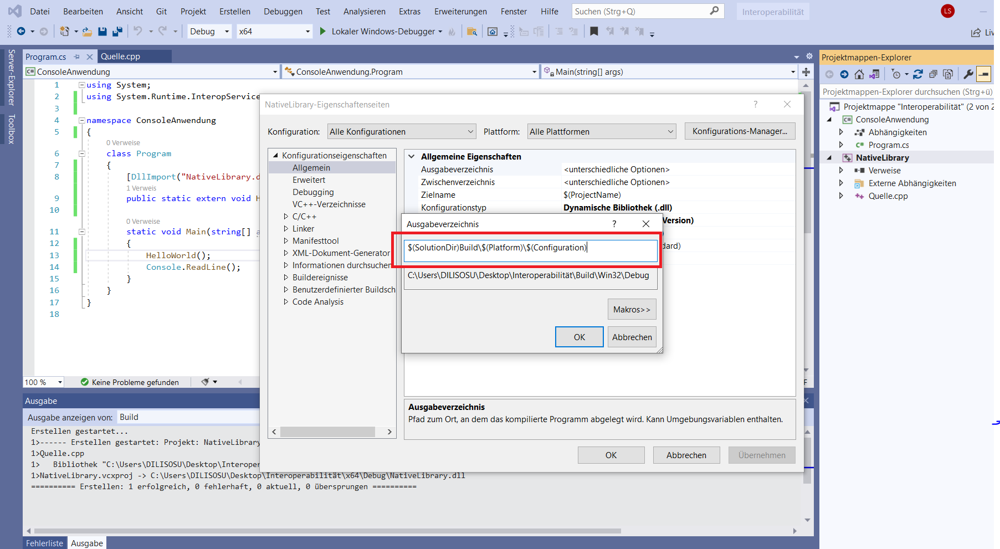 Datei Bearbeiten Ansicht Git Projekt Erstellen Debuggen Test Analysieren Extras Erweiterungen Fenster Hilfe Suchen (Strg+Q) Interoperabilität LS
Debug x64 Lokaler Windows-Debugger Liv
Server-Explorer
Toolbox
Program.cs Quelle.cpp
C# ConsoleAnwendung ConsoleAnwendung.Program Main(string[] args)
1 using System;
2 using System.Runtime.InteropService
3
4 namespace ConsoleAnwendung
5 {
0 Verweise
6 class Program
7 {
8 [DllImport("NativeLibrary.d
1 Verweis
9 public static extern void H
10
0 Verweise
11 static void Main(string[] a
12 {
13 HelloWorld();
14 Console.ReadLine();
15 }
16 }
17 }
18
100 % Keine Probleme gefunden
NativeLibrary-Eigenschaftenseiten ?
Konfiguration: Alle Konfigurationen Plattform: Alle Plattformen Konfigurations-Manager...
Konfigurationseigenschaften
Allgemein
Erweitert
Debugging
VC++-Verzeichnisse
C/C++
Linker
Manifesttool
XML-Dokument-Generator
Informationen durchsuchen
Buildereignisse
Benutzerdefinierter Buildsch
Code Analysis
Allgemeine Eigenschaften
Ausgabeverzeichnis <unterschiedliche Optionen>
Zwischenverzeichnis <unterschiedliche Optionen>
Zielname $(ProjectName)
Konfigurationstyp Dynamische Bibliothek (.dll)
Version)
)
dard)
Ausgabeverzeichnis ?
$(SolutionDir)Build\$(Platform)\$(Configuration)
C:\Users\DILISOSU\Desktop\Interoperabilität\Build\Win32\Debug
Makros>>
OK Abbrechen
Ausgabeverzeichnis
Pfad zum Ort, an dem das kompilierte Programm abgelegt wird. Kann Umgebungsvariablen enthalten.
OK Abbrechen Übernehmen
Projektmappen-Explorer
Projektmappen-Explorer durchsuchen (Strg+ü)
Projektmappe "Interoperabilität" (2 von 2
C# ConsoleAnwendung
Abhängigkeiten
C# Program.cs
NativeLibrary
Verweise
Externe Abhängigkeiten
Quelle.cpp
F
Ausgabe
Ausgabe anzeigen von: Build
Erstellen gestartet...
1>------ Erstellen gestartet: Projekt: NativeLibrary
1>Quelle.cpp
1> Bibliothek "C:\Users\DILISOSU\Desktop\Interoper
1>NativeLibrary.vcxproj -> C:\Users\DILISOSU\Desktop\Interoperabilität\x64\Debug\NativeLibrary.dll
========== Erstellen: 1 erfolgreich, 0 fehlerhaft, 0 aktuell, 0 übersprungen ==========
Fehlerliste Ausgabe